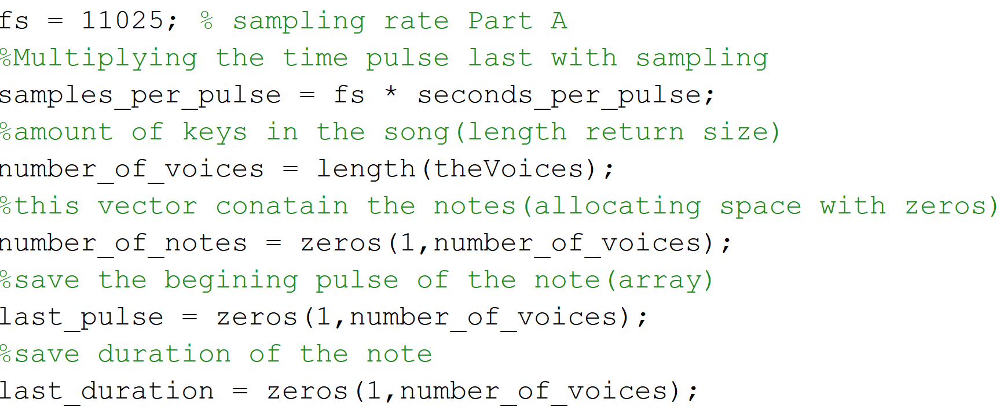 fs = 11025; % sampling rate Part A
%Multiplying the time pulse last with sampling
samples_per_pulse = fs * seconds_per_pulse;
%amount of keys in the song(length return size)
number_of_voices = length(theVoices);
%this vector conatain the notes(allocating space with zeros)
number_of_notes = zeros(1,number_of_voices);
%save the begining pulse of the note(array)
last_pulse = zeros(1,number_of_voices);
%save duration of the note
last_duration = zeros(1,number_of_voices);